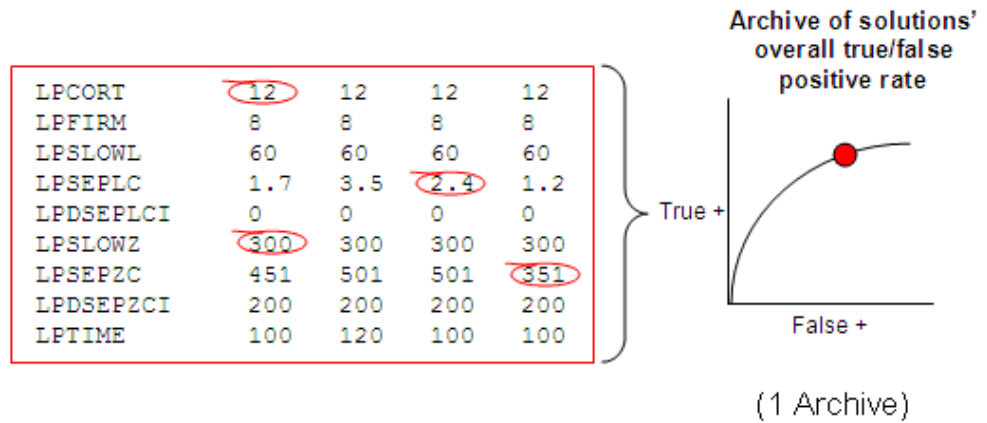 Archive of solutions'
overall true/false
positive rate
LPCORT 12 12 12 12
LPFIRM 8 8 8 8
LPSLOWL 60 60 60 60
LPSEPLC 1.7 3.5 2.4 1.2
LPDSEPLCI 0 0 0 0
LPSLOWZ 300 300 300 300
LPSEPZC 451 501 501 351
LPDSEPZCI 200 200 200 200
LPTIME 100 120 100 100
True +
False +
(1 Archive)